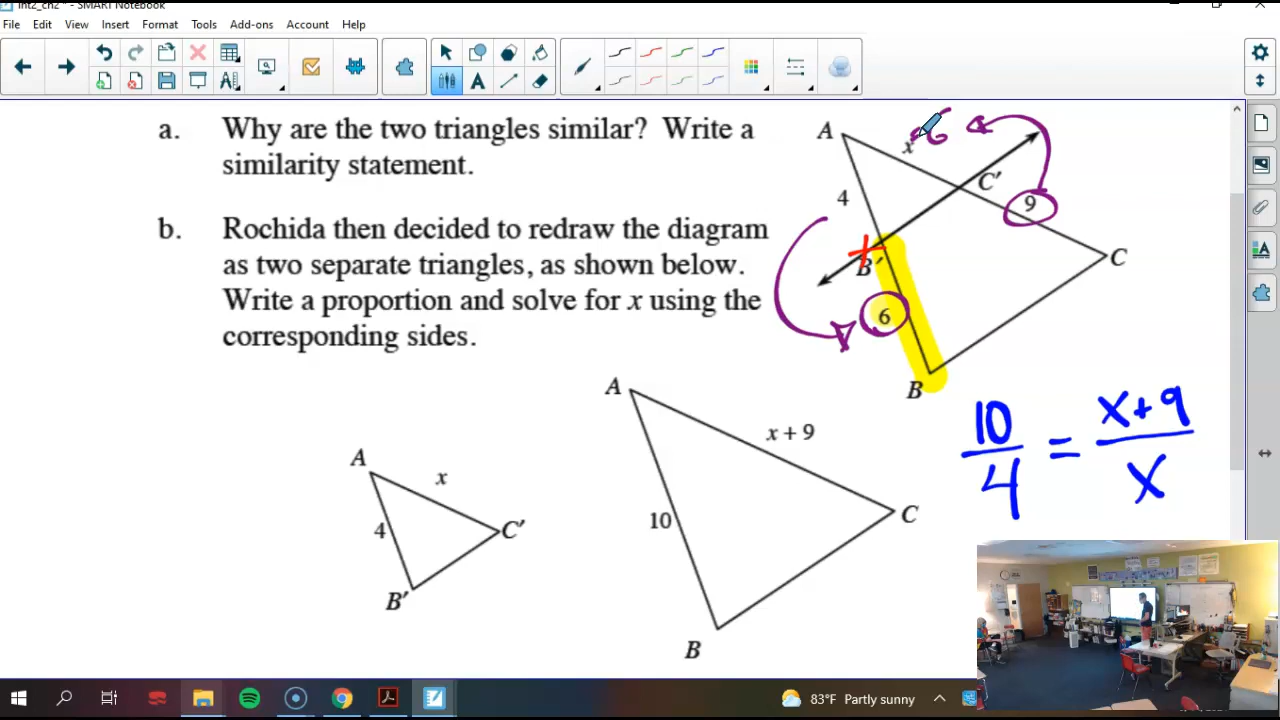 int2_ch2 * - SMART Notebook
File Edit View Insert Format Tools Add-ons Account Help
a. Why are the two triangles similar? Write a
similarity statement.
b. Rochida then decided to redraw the diagram
as two separate triangles, as shown below.
Write a proportion and solve for x using the
corresponding sides.
A
x
6
C'
4
9
B'
C
6
B
A
x
4
C'
B'
A
x + 9
10
C
B
10/4 = x+9/x
83°F Partly sunny